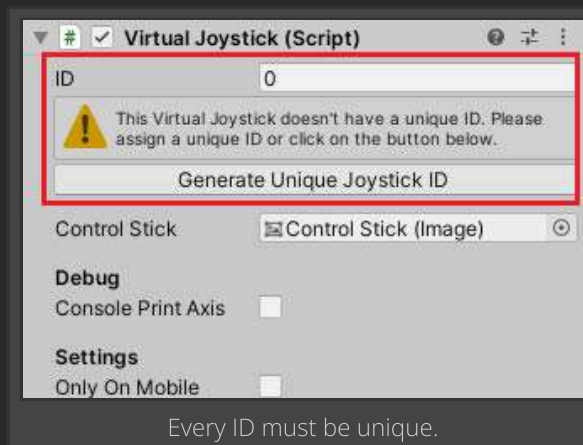 Virtual Joystick (Script)
ID 0
This Virtual Joystick doesn't have a unique ID. Please
assign a unique ID or click on the button below.
Generate Unique Joystick ID
Control Stick Control Stick (Image)
Debug
Console Print Axis
Settings
Only On Mobile
Every ID must be unique.